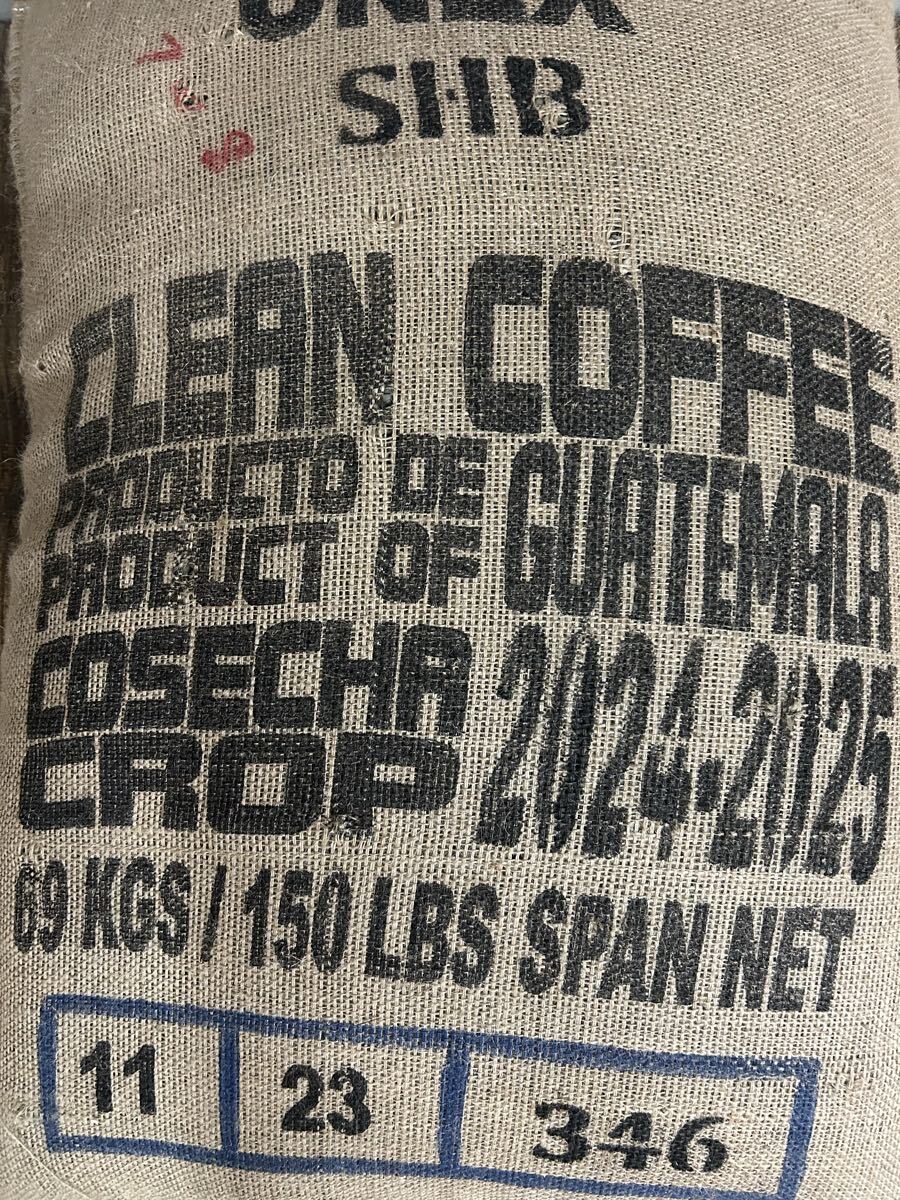 SHB
CLEAN COFFEE
PRODUCTO DE
PRODUCT OF GUATEMALA
COSECHA
CROP 2024-2025
69 KGS / 150 LBS SPAN NET
11 23 346